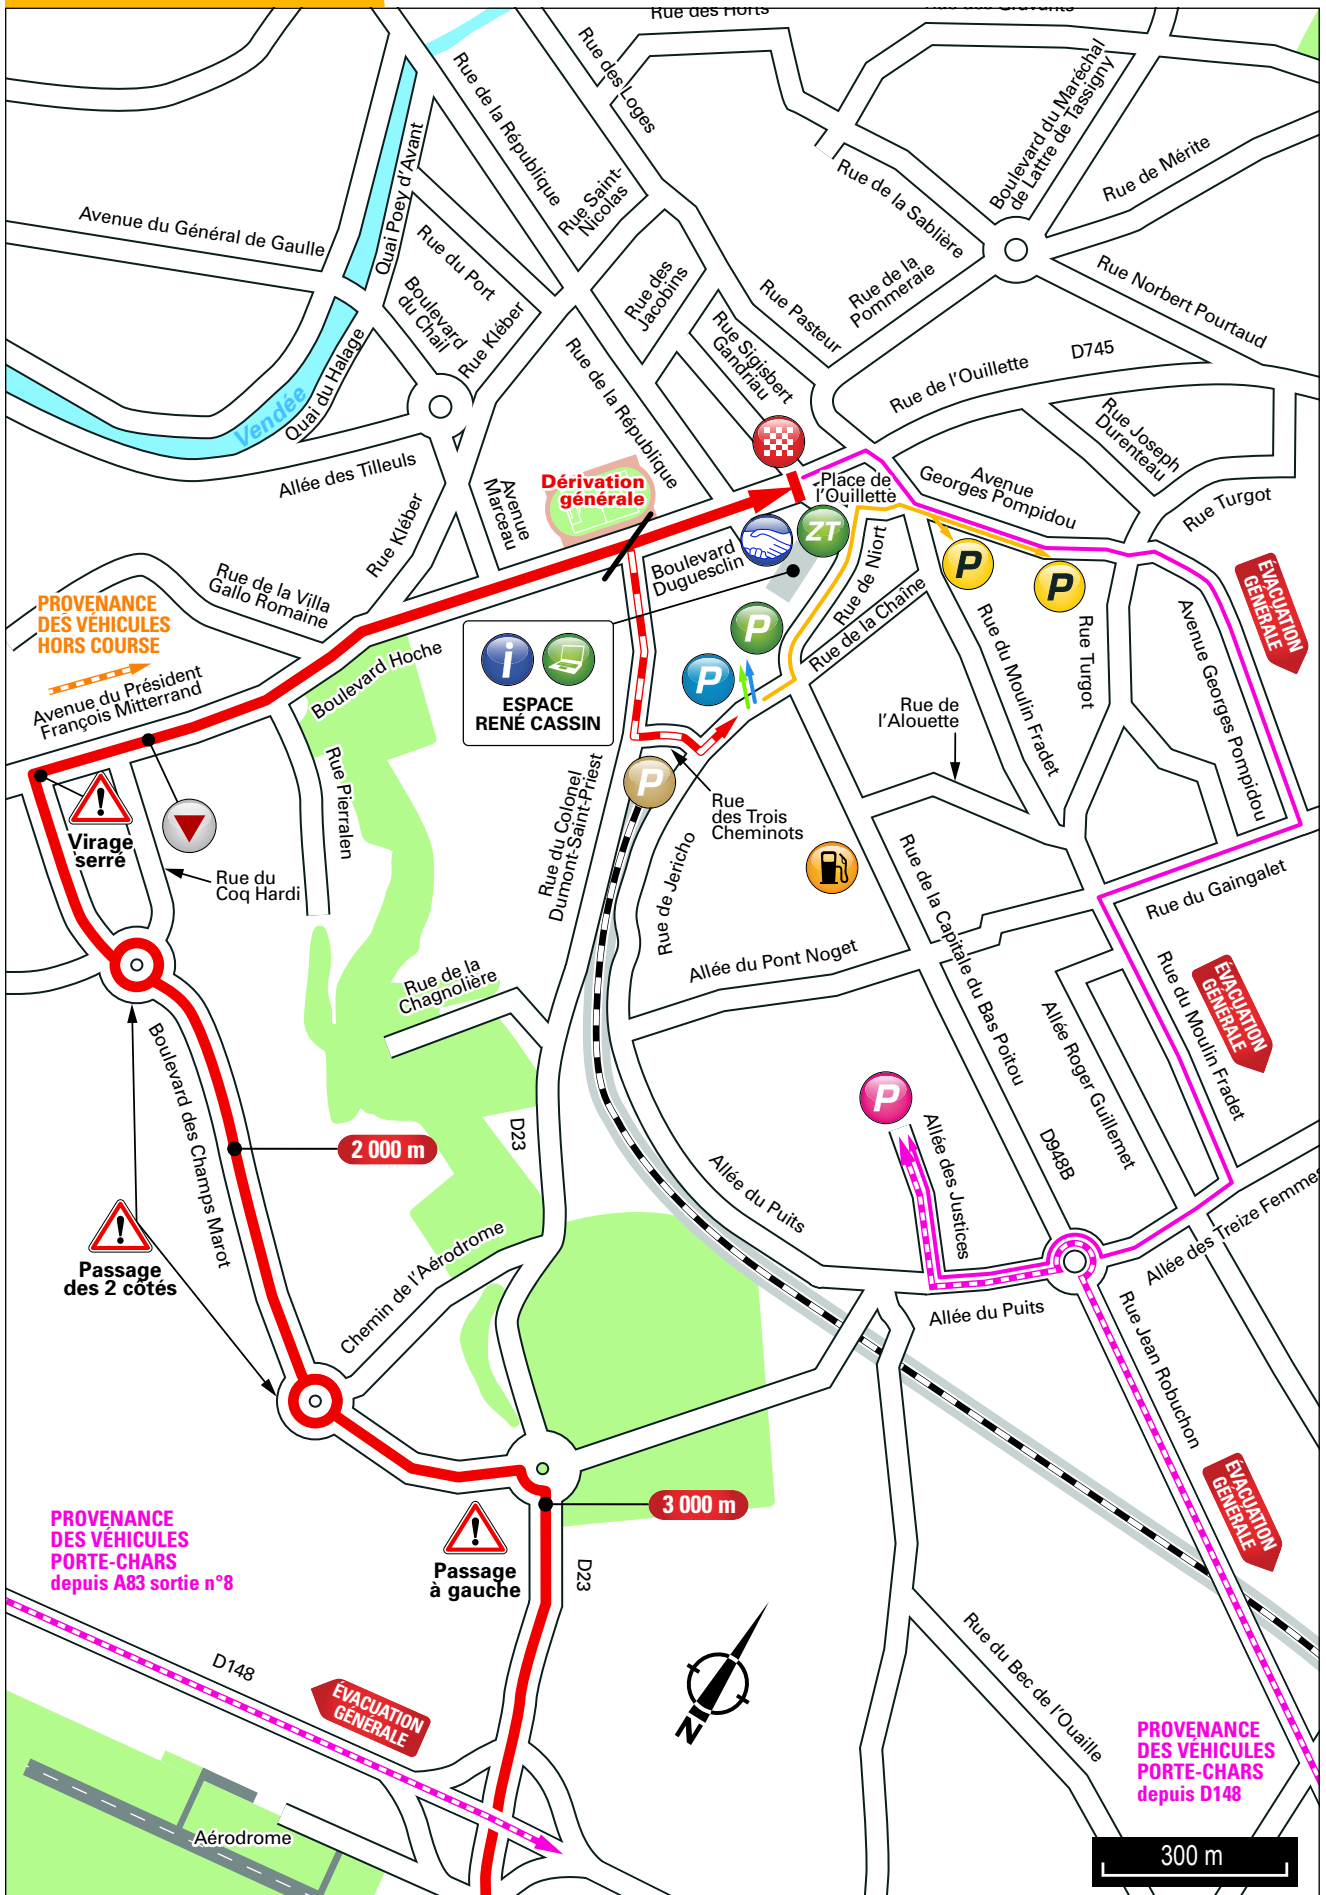 Rue des Horts
Rue des Gravants
Rue des Loges
Rue de la République
Boulevard du Maréchal
de Lattre de Tassigny
Rue de Mérite
Rue de la Sablière
Quai Poey d'Avant
Rue Saint-
Nicolas
Avenue du Général de Gaulle
Rue du Port
Boulevard
du Chail
Rue Kléber
Rue des
Jacobins
Rue Pasteur
Rue de la
Pommeraie
Rue Norbert Pourtaud
Rue Sigisbert
Gandriau
D745
Rue de l'Ouillette
Quai du Halage
Vendée
Rue de la République
Rue Joseph
Durenteau
Allée des Tilleuls
Rue Kléber
Avenue
Marceau
Dérivation
générale
Place de
l'Ouillette
Avenue
Georges Pompidou
Rue Turgot
ZT
Boulevard
Duguesclin
Rue de Niort
P
P
Rue de la Villa
Gallo Romaine
PROVENANCE
DES VÉHICULES
HORS COURSE
Rue de la Chaîne
ÉVACUATION
GÉNÉRALE
Avenue Georges Pompidou
Rue Turgot
Rue du Moulin Fradet
i
P
P
ESPACE
RENÉ CASSIN
Boulevard Hoche
Avenue du Président
François Mitterrand
Rue de
l'Alouette
Rue Pierralen
Rue du Colonel
Dumont-Saint-Priest
P
Rue
des Trois
Cheminots
Virage
serré
Rue du
Coq Hardi
Rue de Jericho
Rue de la Capitale du Bas Poitou
Rue du Gaingalet
Allée du Pont Noget
Rue de la
Chagnolière
Rue du Moulin Fradet
ÉVACUATION
GÉNÉRALE
Allée Roger Guillemet
Boulevard des Champs Marot
P
D23
2 000 m
Allée des Justices
D948B
Allée du Puits
Allée des Treize Femmes
Passage
des 2 côtés
Chemin de l'Aérodrome
Allée du Puits
Rue Jean Robuchon
ÉVACUATION
GÉNÉRALE
3 000 m
PROVENANCE
DES VÉHICULES
PORTE-CHARS
depuis A83 sortie n°8
Passage
à gauche
D23
D148
ÉVACUATION
GÉNÉRALE
N
Rue du Bec de l'Ouaille
PROVENANCE
DES VÉHICULES
PORTE-CHARS
depuis D148
Aérodrome
300 m